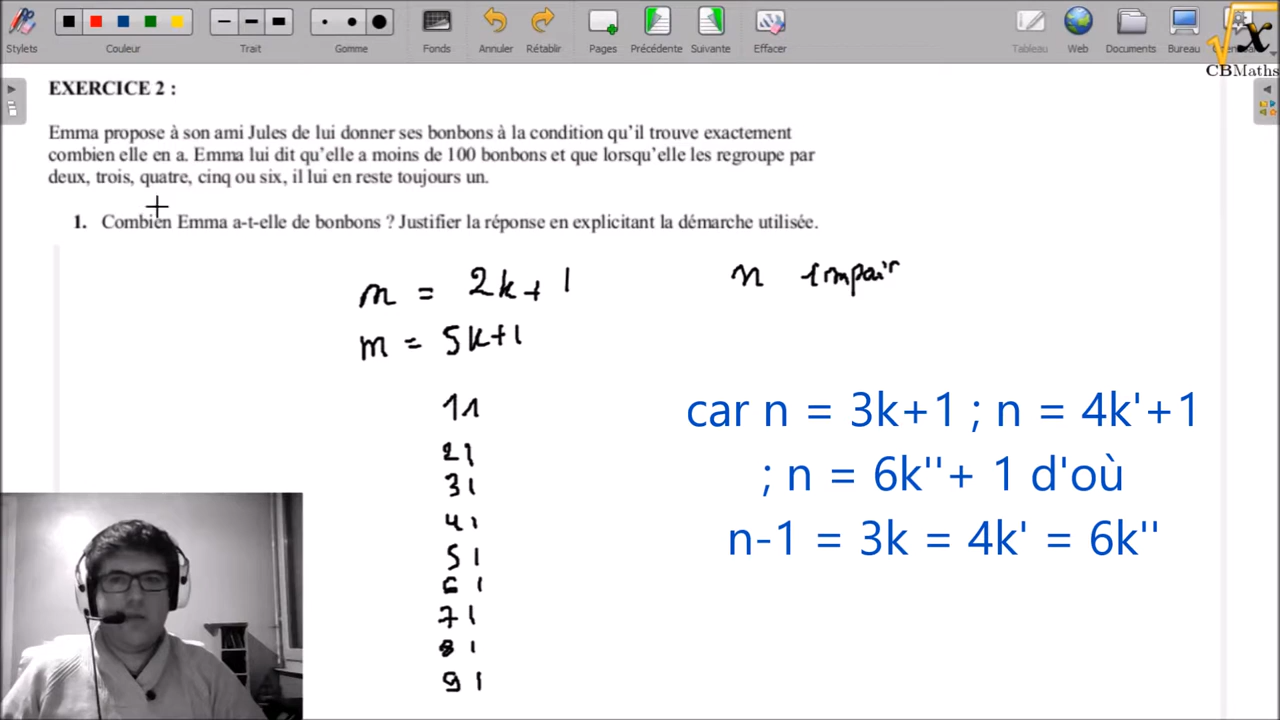 Stylets
Couleur
Trait
Gomme
Fonds
Annuler
Rétablir
Pages
Précédente
Suivante
Effacer
Tableau
Web
Documents
Bureau
CBMaths
EXERCICE 2 :
Emma propose à son ami Jules de lui donner ses bonbons à la condition qu'il trouve exactement
combien elle en a. Emma lui dit qu'elle a moins de 100 bonbons et que lorsqu'elle les regroupe par
deux, trois, quatre, cinq ou six, il lui en reste toujours un.
1. Combien Emma a-t-elle de bonbons ? Justifier la réponse en explicitant la démarche utilisée.
n = 2k+1
n impair
n = 5k+1
11
21
31
41
51
61
71
81
91
car n = 3k+1 ; n = 4k'+1
; n = 6k''+ 1 d'où
n-1 = 3k = 4k' = 6k''